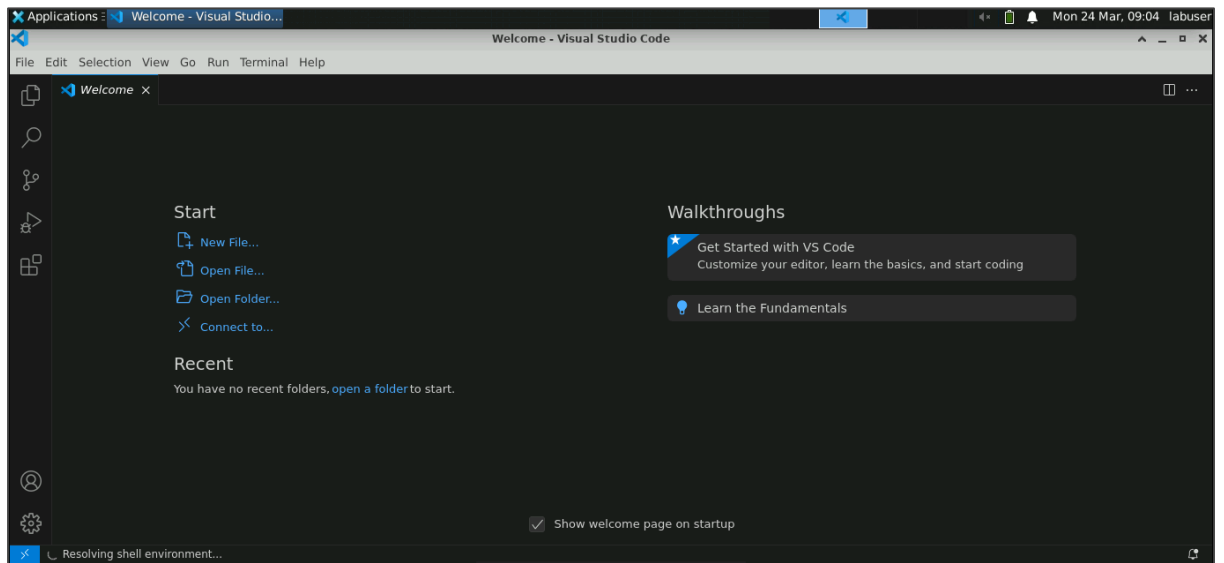 Applications Welcome - Visual Studio... Mon 24 Mar, 09:04 labuser
Welcome - Visual Studio Code
File Edit Selection View Go Run Terminal Help
Welcome
Start
New File...
Open File...
Open Folder...
Connect to...
Recent
You have no recent folders, open a folder to start.
Walkthroughs
Get Started with VS Code
Customize your editor, learn the basics, and start coding
Learn the Fundamentals
Show welcome page on startup
Resolving shell environment...